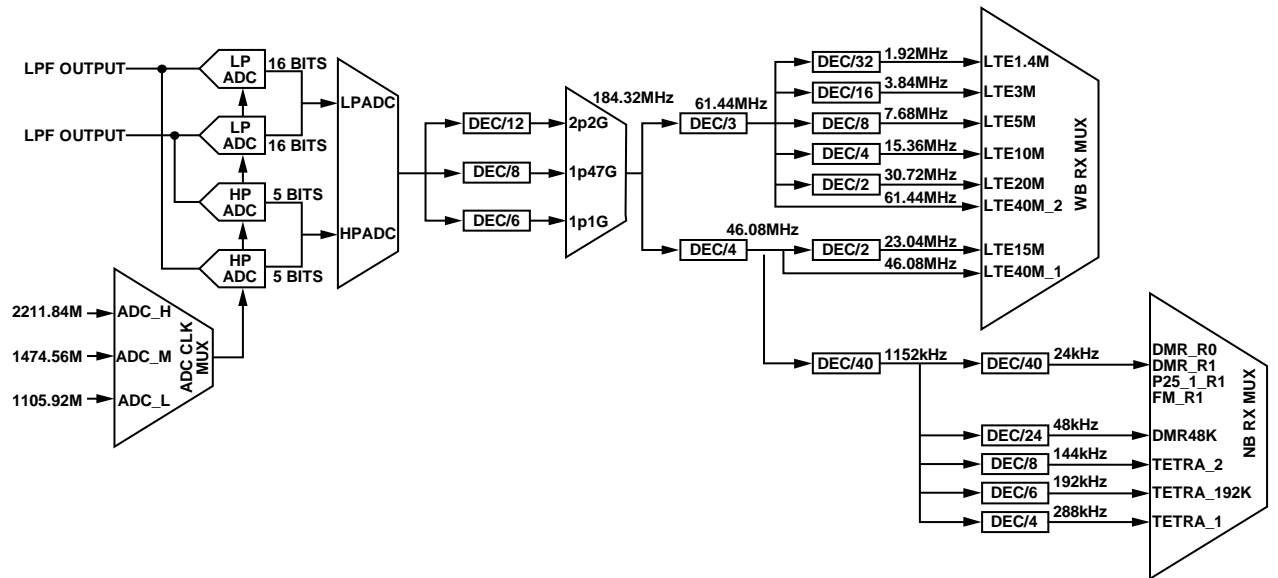 LPF OUTPUT
LPF OUTPUT
LP ADC
16 BITS
LP ADC
16 BITS
HP ADC
5 BITS
HP ADC
5 BITS
2211.84M
1474.56M
1105.92M
ADC_H
ADC_M
ADC_L
ADC CLK MUX
LPADC
HPADC
DEC/12
DEC/8
DEC/6
2p2G
1p47G
1p1G
184.32MHz
DEC/3
61.44MHz
DEC/32
1.92MHz
LTE1.4M
DEC/16
3.84MHz
LTE3M
DEC/8
7.68MHz
LTE5M
DEC/4
15.36MHz
LTE10M
DEC/2
30.72MHz
LTE20M
61.44MHz
LTE40M_2
DEC/4
46.08MHz
DEC/2
23.04MHz
LTE15M
46.08MHz
LTE40M_1
WB RX MUX
DEC/40
1152kHz
DEC/40
24kHz
DMR_R0
DMR_R1
P25_1_R1
FM_R1
DEC/24
48kHz
DMR48K
DEC/8
144kHz
TETRA_2
DEC/6
192kHz
TETRA_192K
DEC/4
288kHz
TETRA_1
NB RX MUX